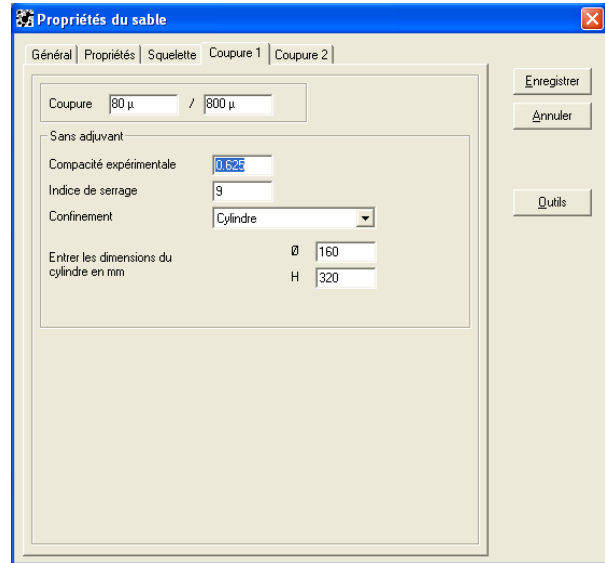 Propriétés du sable
Général Propriétés Squelette Coupure 1 Coupure 2
Enregistrer
Annuler
Outils
Coupure 80 µ / 800 µ
Sans adjuvant
Compacité expérimentale 0.625
Indice de serrage 9
Confinement Cylindre
Entrer les dimensions du
cylindre en mm
Ø 160
H 320